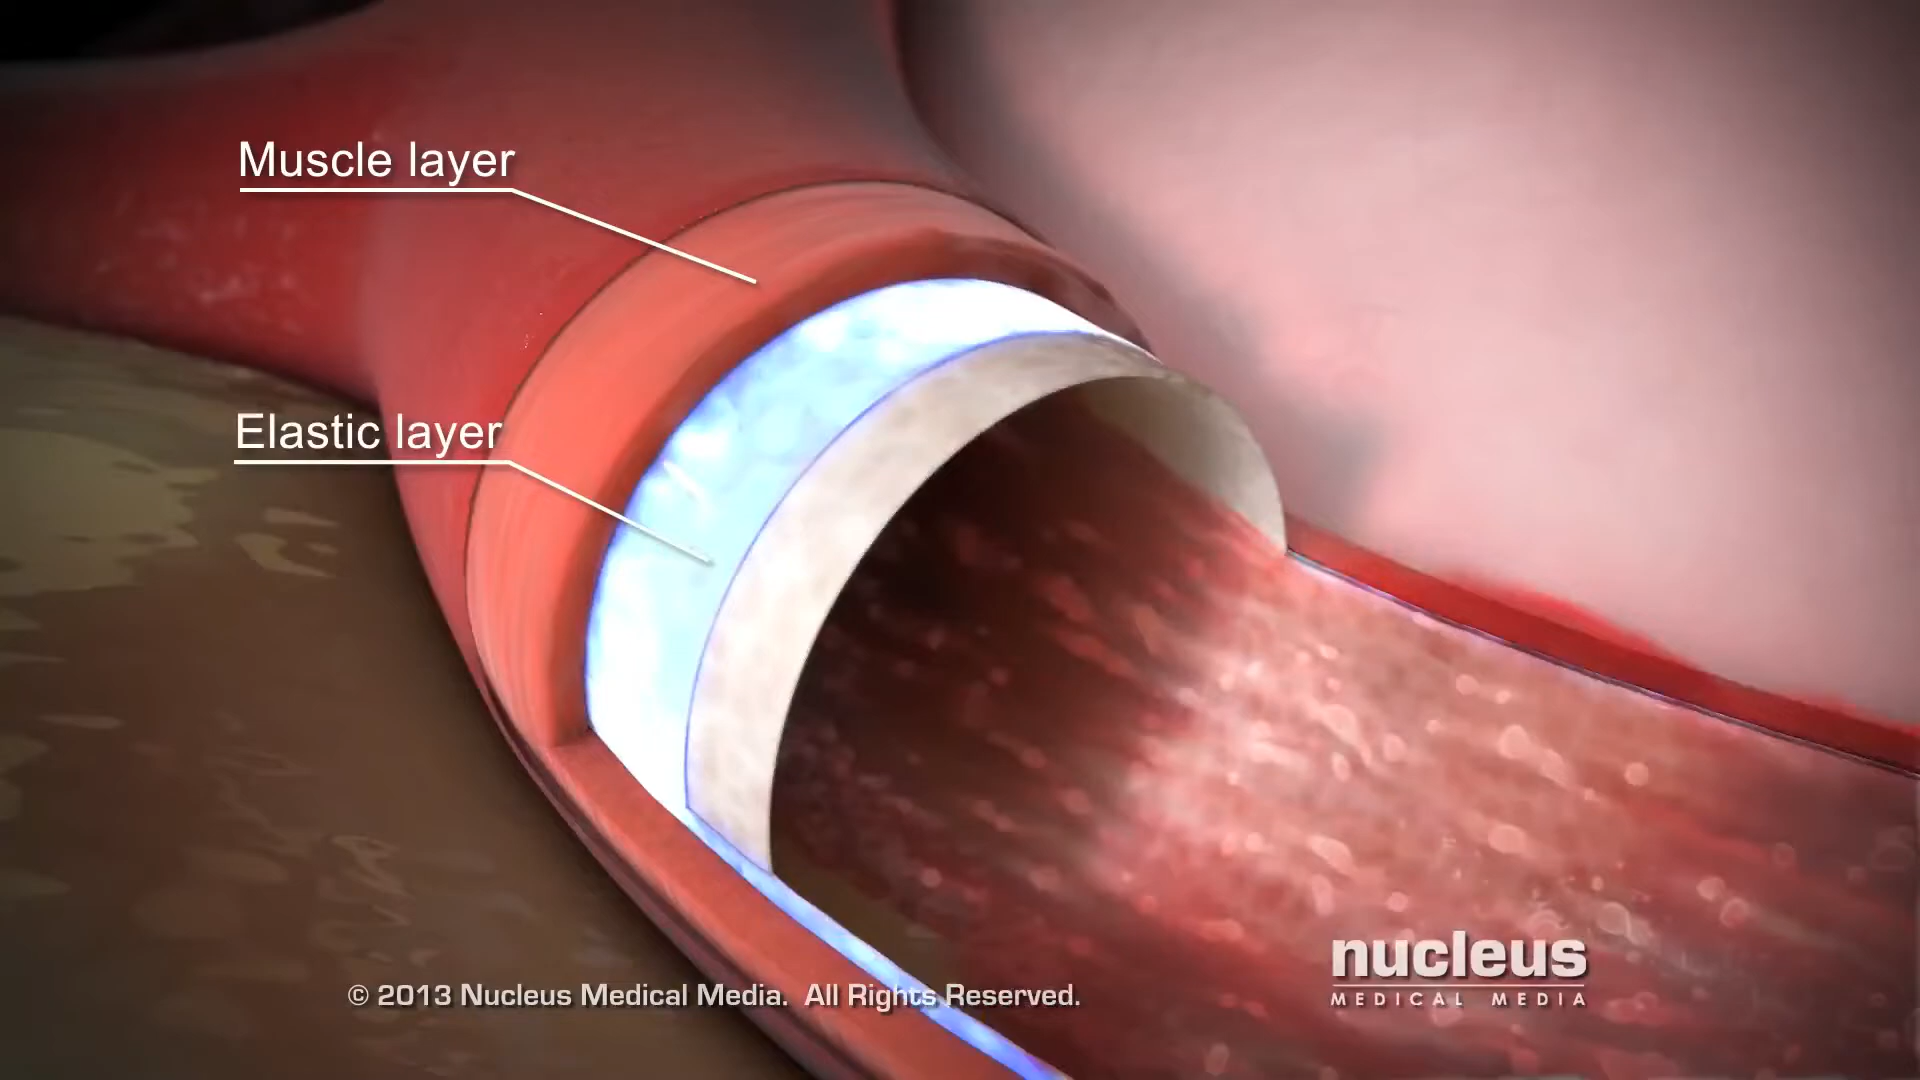 Muscle layer
Elastic layer
© 2013 Nucleus Medical Media. All Rights Reserved.
nucleus
MEDICAL MEDIA